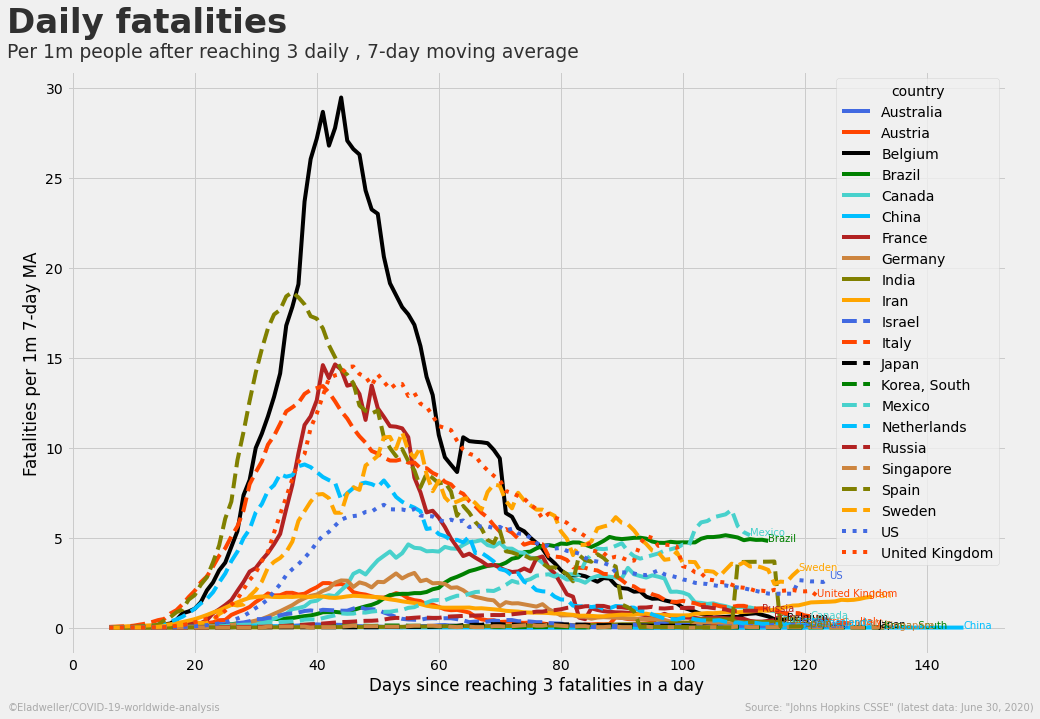 Daily fatalities
Per 1m people after reaching 3 daily , 7-day moving average
Fatalities per 1m 7-day MA
30
25
20
15
10
5
0
0 20 40 60 80 100 120 140
Days since reaching 3 fatalities in a day
country
Australia
Austria
Belgium
Brazil
Canada
China
France
Germany
India
Iran
Israel
Italy
Japan
Korea, South
Mexico
Netherlands
Russia
Singapore
Spain
Sweden
US
United Kingdom
Mexico
Brazil
Sweden
US
United Kingdom
Russia
Canada
Belgium
Italy
Japan
South
China
©Eladweller/COVID-19-worldwide-analysis
Source: "Johns Hopkins CSSE" (latest data: June 30, 2020)